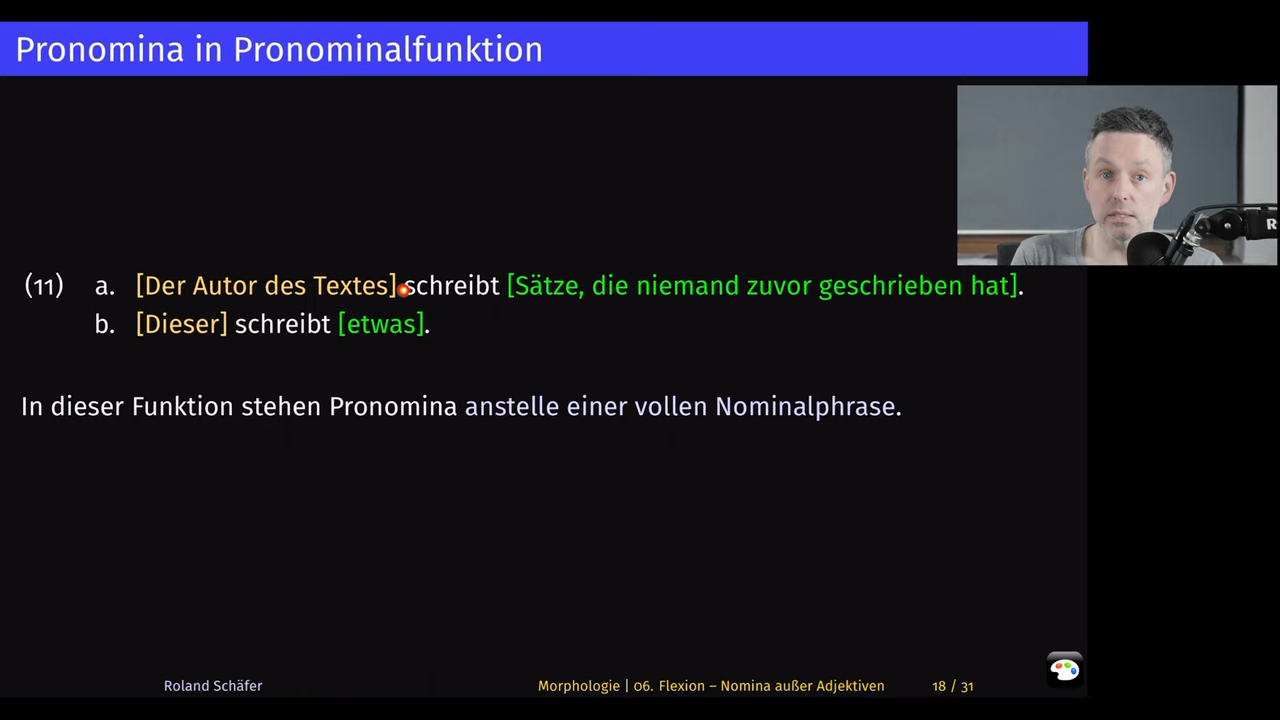 Pronomina in Pronominalfunktion
R
(11) a. [Der Autor des Textes] schreibt [Sätze, die niemand zuvor geschrieben hat].
b. [Dieser] schreibt [etwas].
In dieser Funktion stehen Pronomina anstelle einer vollen Nominalphrase.
Roland Schäfer Morphologie | 06. Flexion – Nomina außer Adjektiven 18 / 31